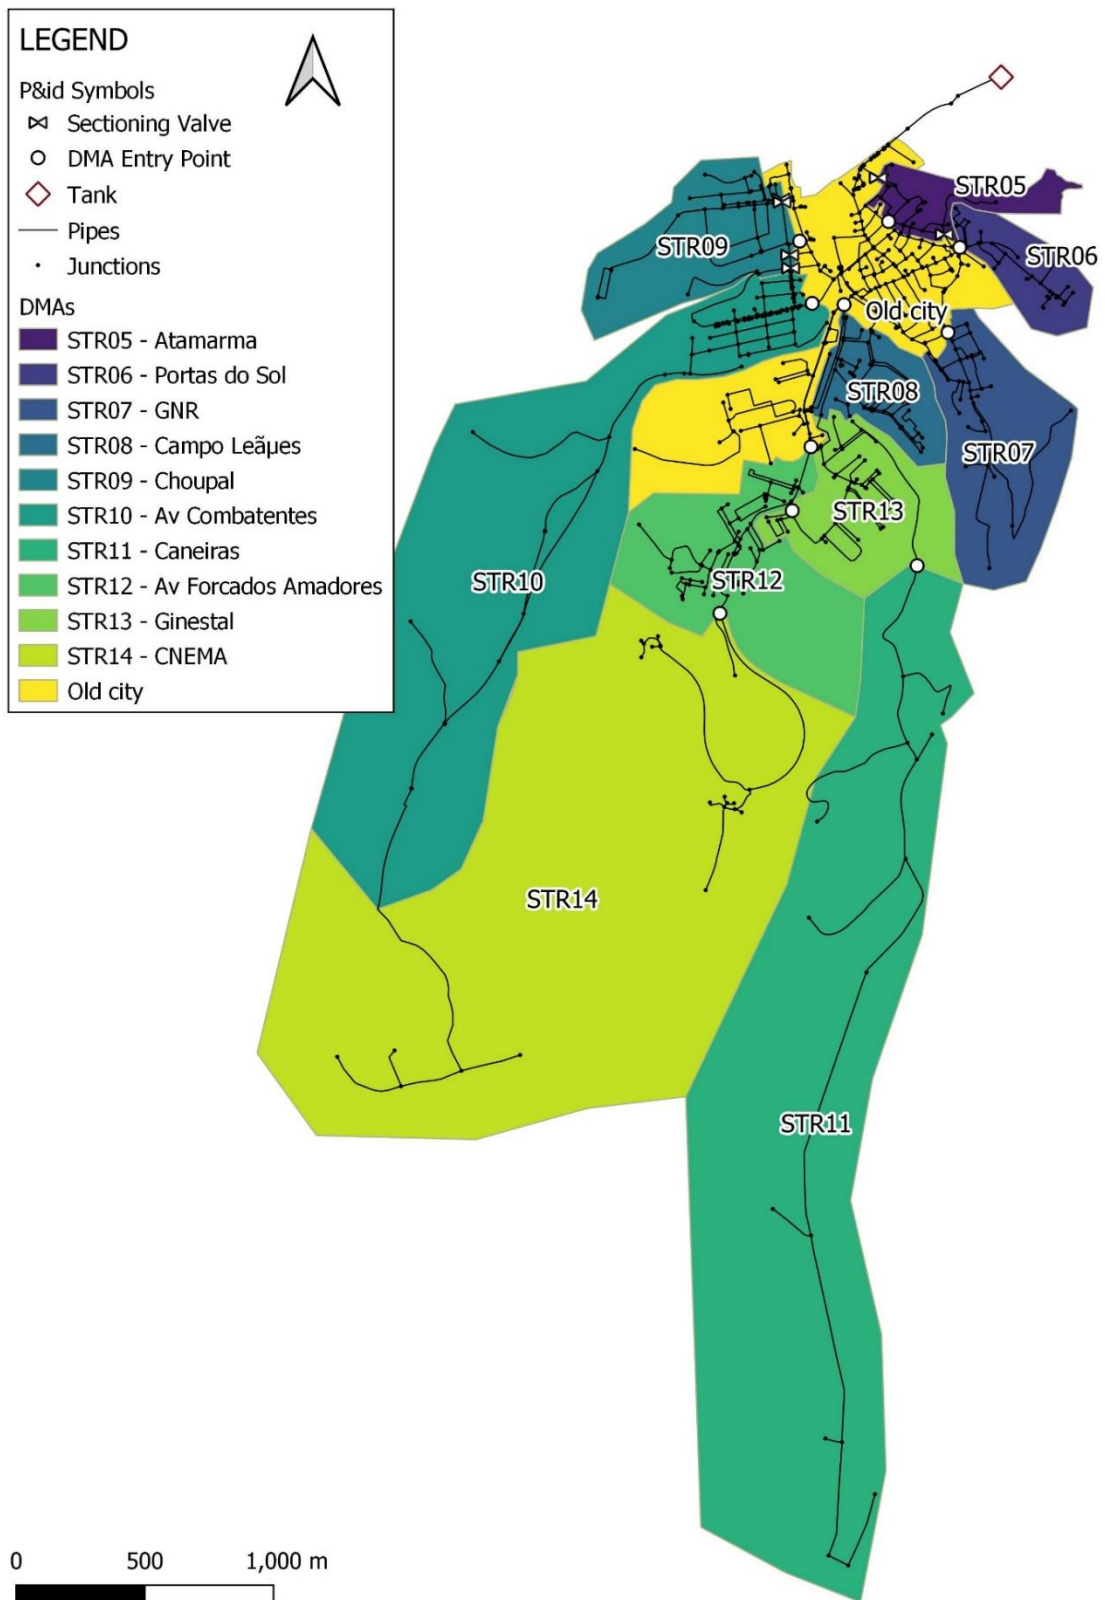 LEGEND
P&id Symbols
Sectioning Valve
DMA Entry Point
Tank
Pipes
Junctions
DMAs
STR05 - Atamarma
STR06 - Portas do Sol
STR07 - GNR
STR08 - Campo Leãµes
STR09 - Choupal
STR10 - Av Combatentes
STR11 - Caneiras
STR12 - Av Forcados Amadores
STR13 - Ginestal
STR14 - CNEMA
Old city
STR05
STR09
STR06
Old city
STR08
STR07
STR13
STR10
STR12
STR14
STR11
0 500 1,000 m